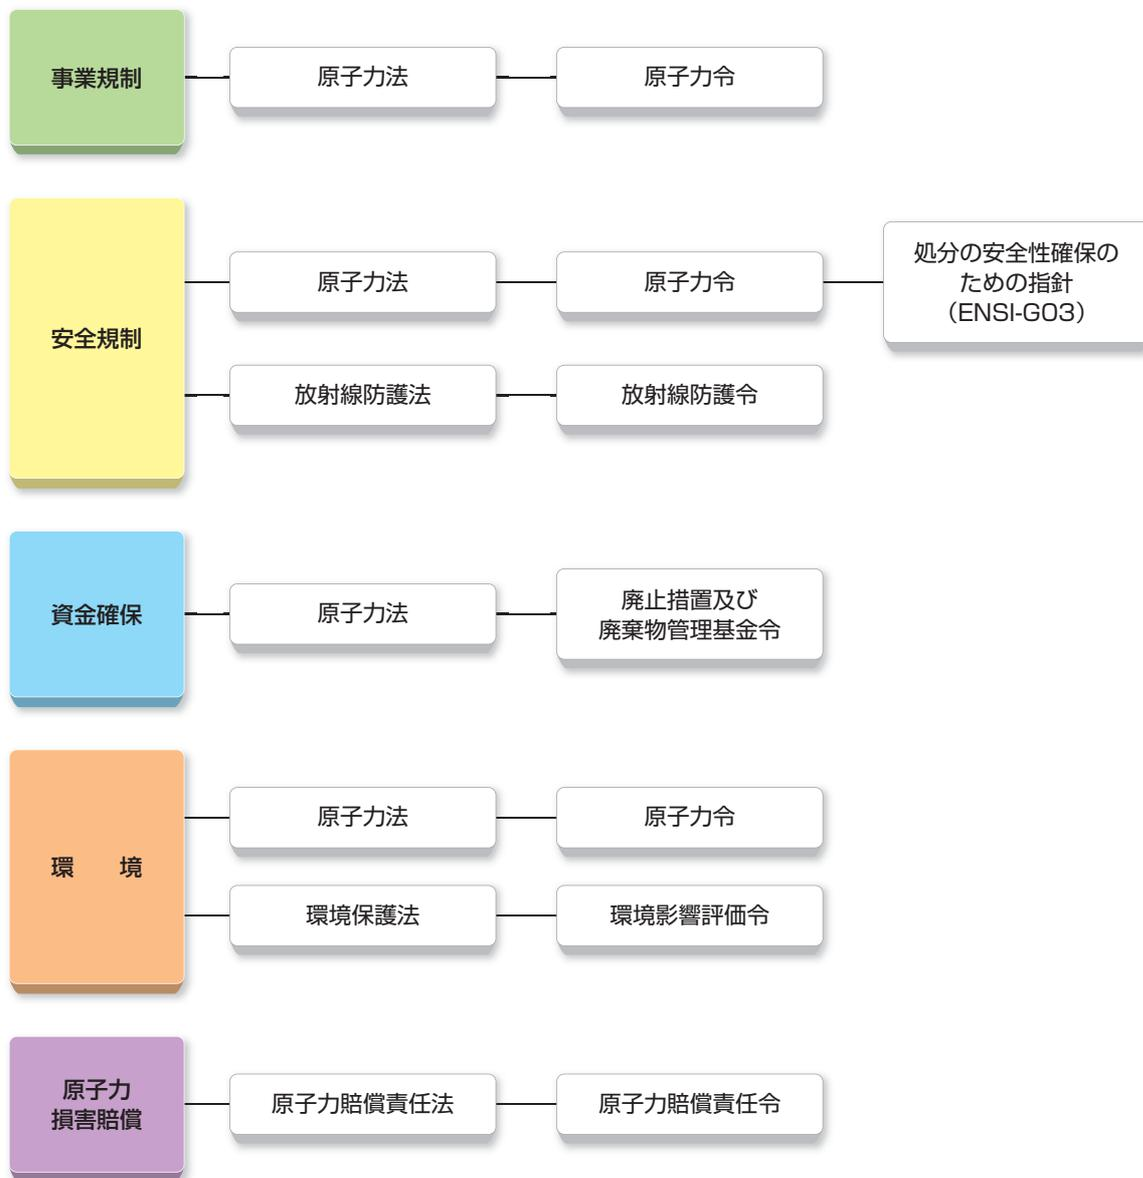 事業規制
原子力法
原子力令
安全規制
原子力法
原子力令
処分の安全性確保の
ための指針
（ENSI-G03）
放射線防護法
放射線防護令
資金確保
原子力法
廃止措置及び
廃棄物管理基金令
環　　境
原子力法
原子力令
環境保護法
環境影響評価令
原子力
損害賠償
原子力賠償責任法
原子力賠償責任令